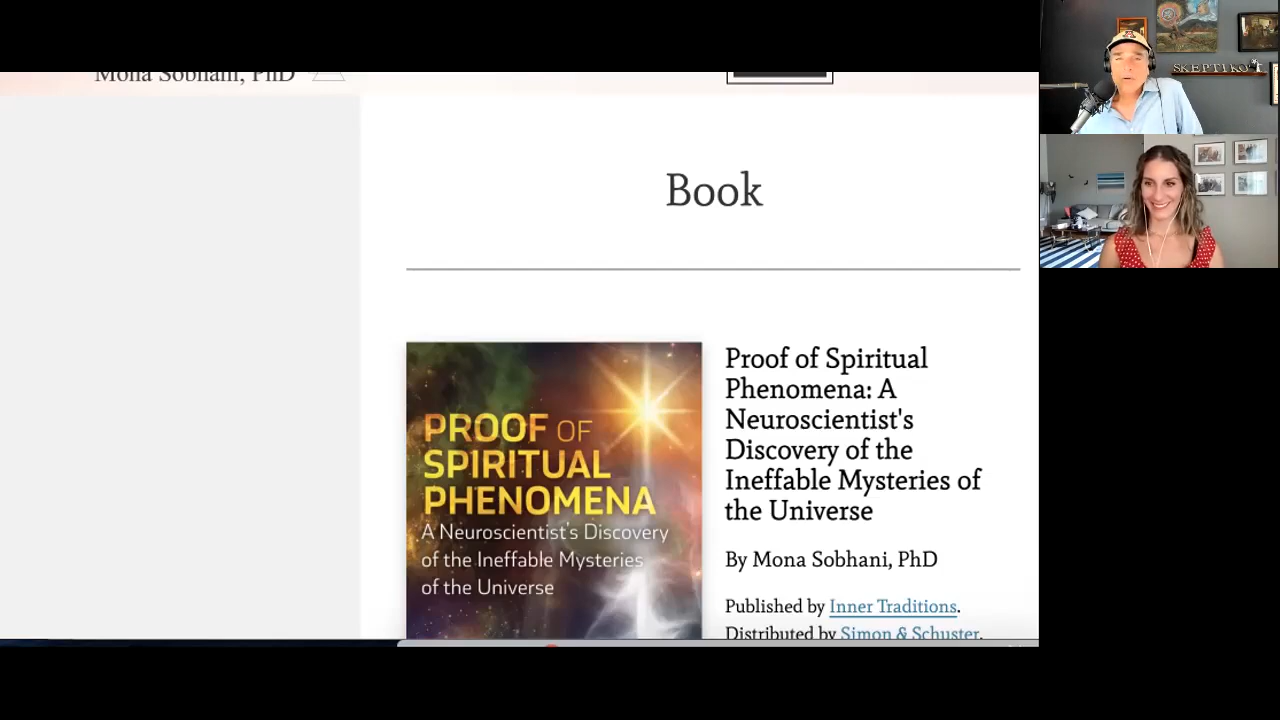 Mona Sobhani, PhD
SKEPTIKO
Book
PROOF OF
SPIRITUAL
PHENOMENA
A Neuroscientist's Discovery
of the Ineffable Mysteries
of the Universe
Proof of Spiritual
Phenomena: A
Neuroscientist's
Discovery of the
Ineffable Mysteries of
the Universe
By Mona Sobhani, PhD
Published by Inner Traditions.
Distributed by Simon & Schuster.